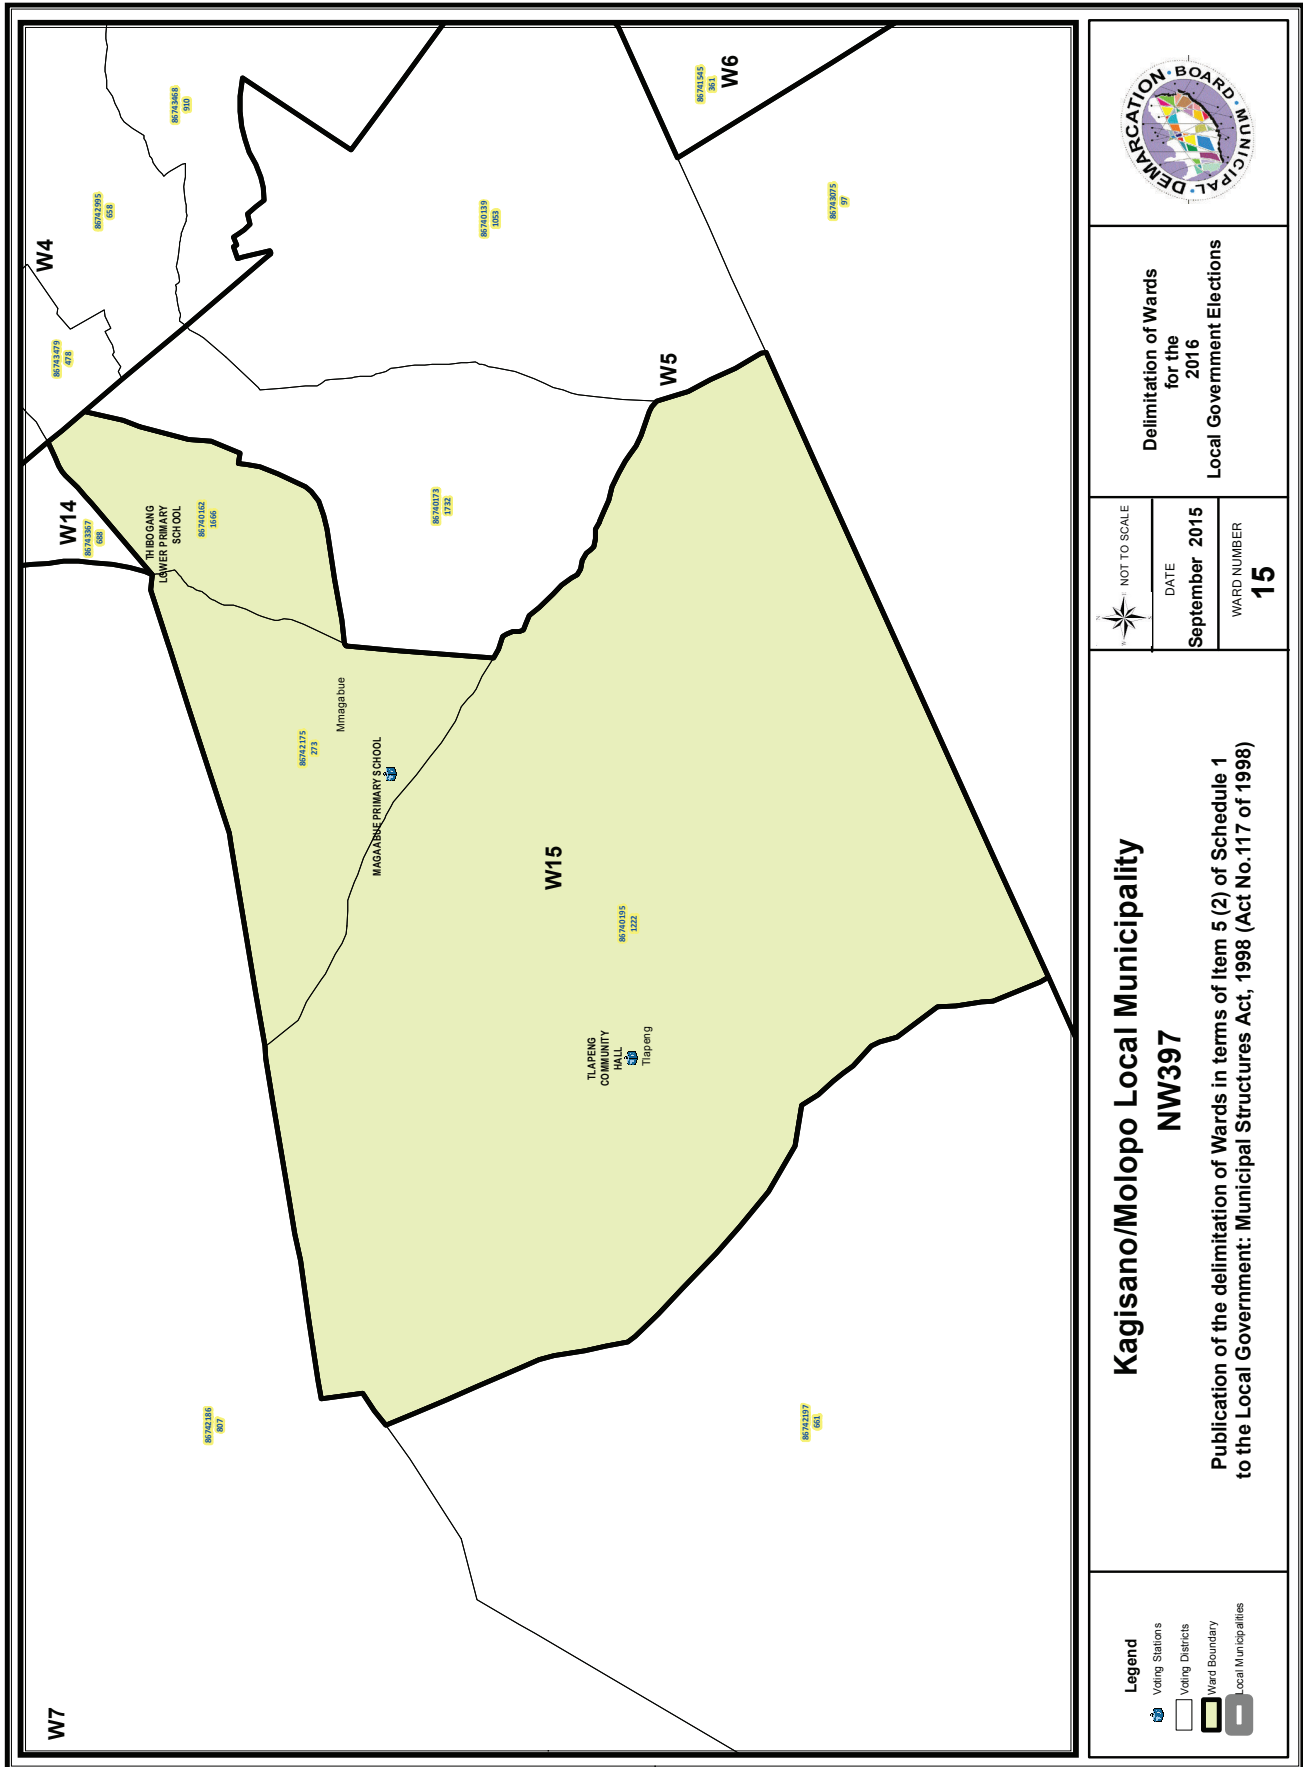 W7
W4
W14
W6
W5
W15
86743468
910
86742995
658
86743479
478
86743367
688
86741545
361
86740139
1053
86743075
97
THIBOGANG
LOWER PRIMARY
SCHOOL
86740162
1666
86740173
1732
86742175
273
Mmagabue
MAGAABUE PRIMARY SCHOOL
86740195
1222
TLAPENG
COMMUNITY
HALL
Tlapeng
86742186
807
86742197
661
Legend
Voting Stations
Voting Districts
Ward Boundary
Local Municipalities
Kagisano/Molopo Local Municipality
NW397
Publication of the delimitation of Wards in terms of Item 5 (2) of Schedule 1
to the Local Government: Municipal Structures Act, 1998 (Act No.117 of 1998)
N
W
NOT TO SCALE
DATE
September 2015
WARD NUMBER
15
Delimitation of Wards
for the
2016
Local Government Elections
MUNICIPAL • DEMARCATION • BOARD •